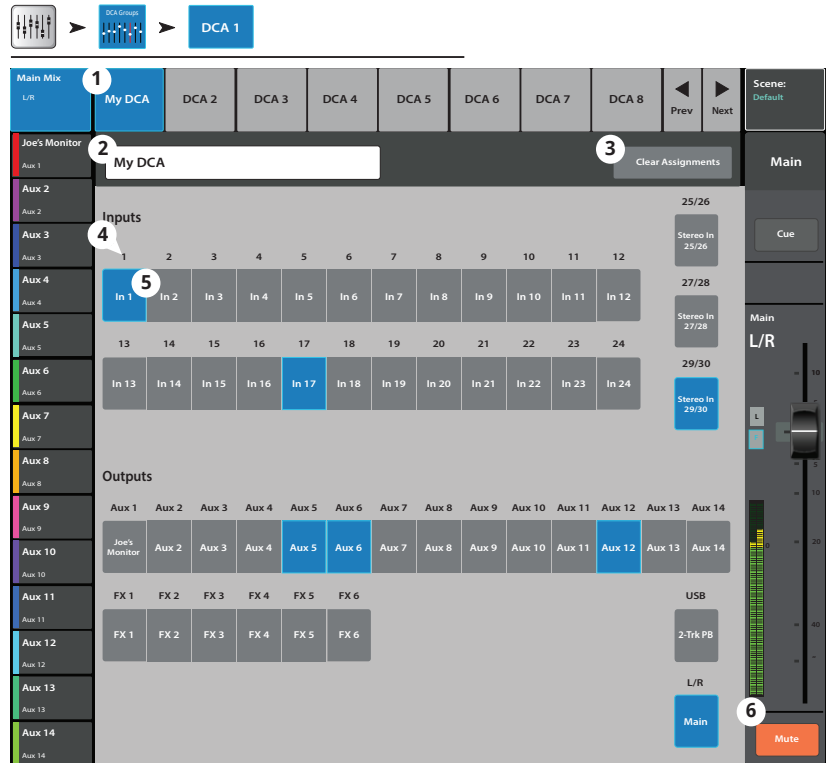 DCA Groups
DCA 1
Main Mix
L/R
1
My DCA
DCA 2
DCA 3
DCA 4
DCA 5
DCA 6
DCA 7
DCA 8
Prev
Next
Scene:
Default
Joe's Monitor
Aux 1
Aux 2
Aux 2
Aux 3
Aux 3
Aux 4
Aux 4
Aux 5
Aux 5
Aux 6
Aux 6
Aux 7
Aux 7
Aux 8
Aux 8
Aux 9
Aux 9
Aux 10
Aux 10
Aux 11
Aux 11
Aux 12
Aux 12
Aux 13
Aux 13
Aux 14
Aux 14
2
My DCA
3
Clear Assignments
Inputs
4
1 2 3 4 5 6 7 8 9 10 11 12
5
In 1 In 2 In 3 In 4 In 5 In 6 In 7 In 8 In 9 In 10 In 11 In 12
13 14 15 16 17 18 19 20 21 22 23 24
In 13 In 14 In 15 In 16 In 17 In 18 In 19 In 20 In 21 In 22 In 23 In 24
25/26
Stereo In
25/26
27/28
Stereo In
27/28
29/30
Stereo In
29/30
Outputs
Aux 1 Aux 2 Aux 3 Aux 4 Aux 5 Aux 6 Aux 7 Aux 8 Aux 9 Aux 10 Aux 11 Aux 12 Aux 13 Aux 14
Joe's
Monitor
Aux 2 Aux 3 Aux 4 Aux 5 Aux 6 Aux 7 Aux 8 Aux 9 Aux 10 Aux 11 Aux 12 Aux 13 Aux 14
FX 1 FX 2 FX 3 FX 4 FX 5 FX 6
FX 1 FX 2 FX 3 FX 4 FX 5 FX 6
USB
2-Trk PB
L/R
Main
Main
Cue
Main
L/R
10
L
5
10
0
20
40
6
Mute